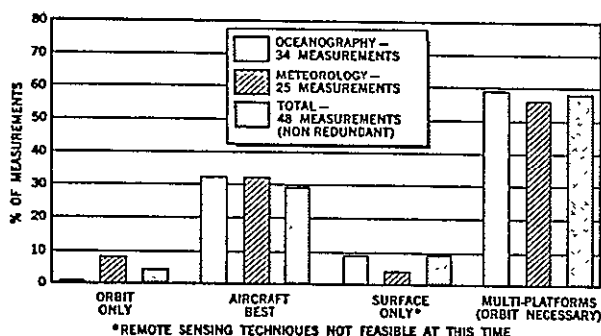 80
70
60
50
40
30
20
10
0
% OF MEASUREMENTS
OCEANOGRAPHY —
34 MEASUREMENTS
METEOROLOGY —
25 MEASUREMENTS
TOTAL —
48 MEASUREMENTS
(NON REDUNDANT)
ORBIT
ONLY
AIRCRAFT
BEST
SURFACE
ONLY*
MULTI-PLATFORMS
(ORBIT NECESSARY)
*REMOTE SENSING TECHNIQUES NOT FEASIBLE AT THIS TIME